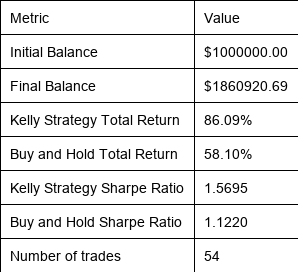 Metric Value
Initial Balance $1000000.00
Final Balance $1860920.69
Kelly Strategy Total Return 86.09%
Buy and Hold Total Return 58.10%
Kelly Strategy Sharpe Ratio 1.5695
Buy and Hold Sharpe Ratio 1.1220
Number of trades 54